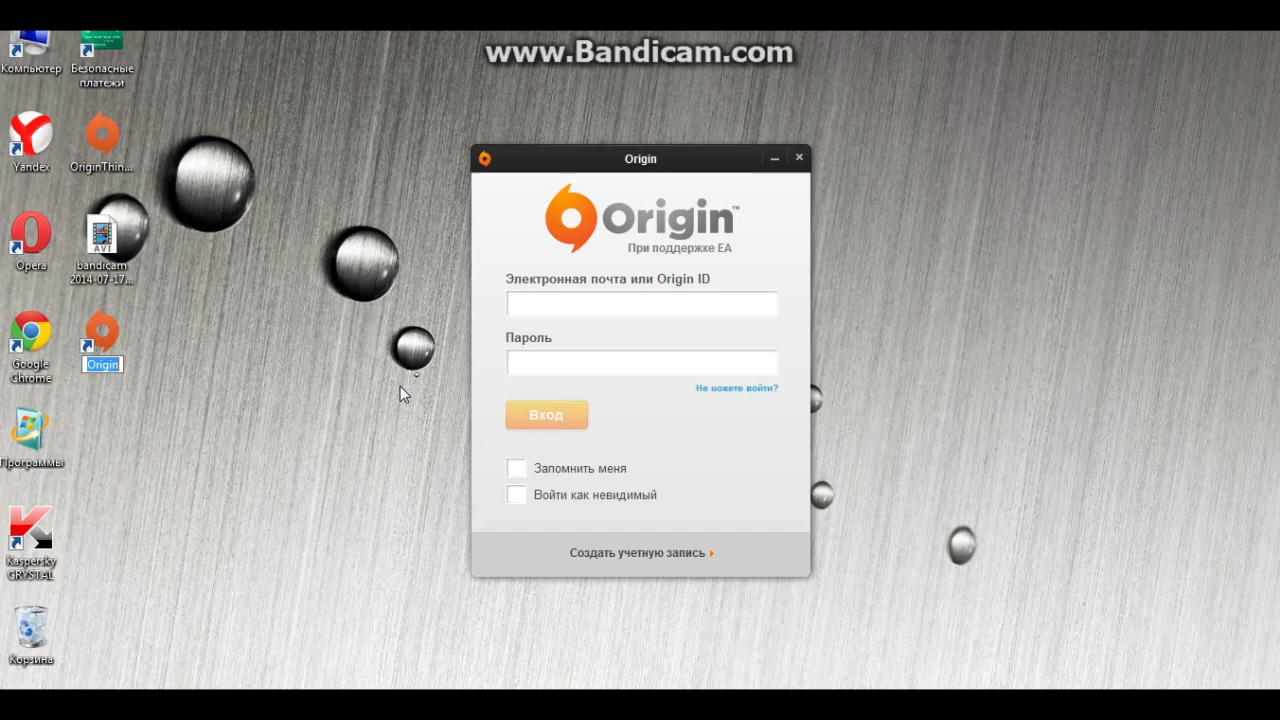 www.Bandicam.com
Компьютер
Безопасные
платежи
Yandex
OriginThin...
Opera
AVI
bandicam
2014-07-17...
Google
Chrome
Origin
Программы
Kaspersky
CRYSTAL
Корзина
Origin
Origin™
При поддержке EA
Электронная почта или Origin ID
Пароль
Не можете войти?
Вход
Запомнить меня
Войти как невидимый
Создать учетную запись